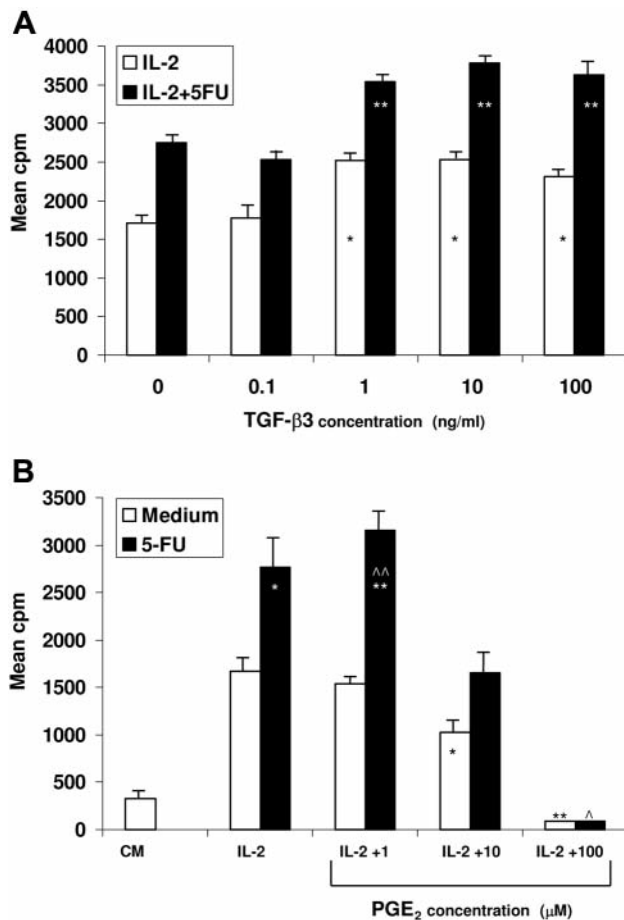 A
IL-2
IL-2+5FU
Mean cpm
4000
3500
3000
2500
2000
1500
1000
500
0
** ** **
* * *
0 0.1 1 10 100
TGF-β3 concentration (ng/ml)
B
Medium
5-FU
Mean cpm
3500
3000
2500
2000
1500
1000
500
0
^^
* **
*
** ^
CM IL-2 IL-2 +1 IL-2 +10 IL-2 +100
PGE₂ concentration (μM)